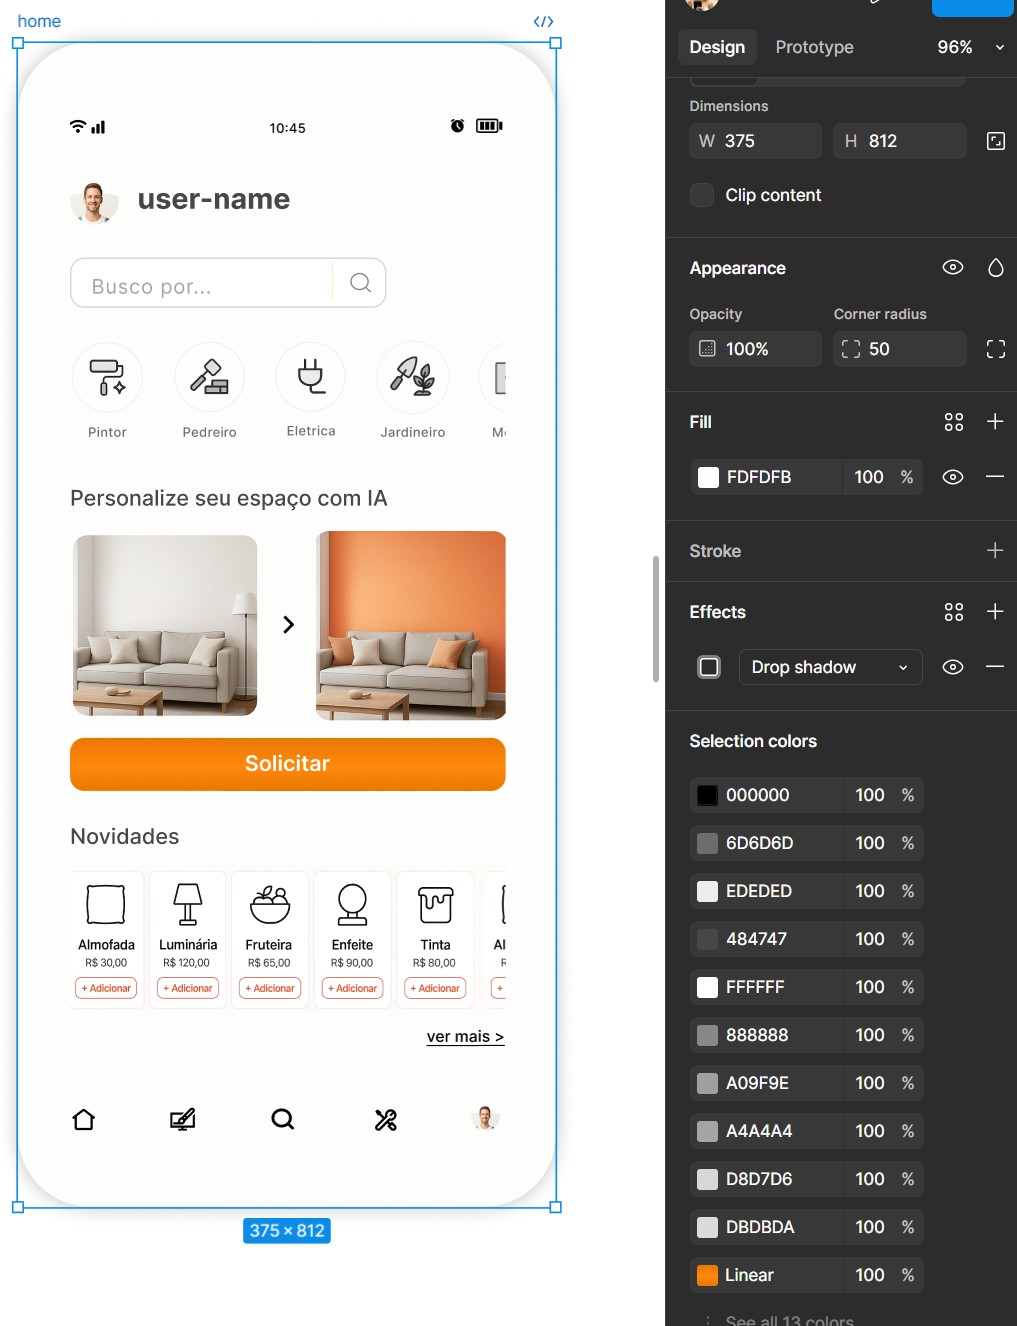 home
</>
10:45
user-name
Busco por...
Pintor
Pedreiro
Eletrica
Jardineiro
Personalize seu espaço com IA
Solicitar
Novidades
Almofada
R$ 30,00
+ Adicionar
Luminária
R$ 120,00
+ Adicionar
Fruteira
R$ 65,00
+ Adicionar
Enfeite
R$ 90,00
+ Adicionar
Tinta
R$ 80,00
+ Adicionar
Al
R
+
ver mais >
375 × 812
Design Prototype 96%
Dimensions
W 375 H 812
Clip content
Appearance
Opacity Corner radius
100% 50
Fill
FDFDFB 100 %
Stroke
Effects
Drop shadow
Selection colors
000000 100 %
6D6D6D 100 %
EDEDED 100 %
484747 100 %
FFFFFF 100 %
888888 100 %
A09F9E 100 %
A4A4A4 100 %
D8D7D6 100 %
DBDBDA 100 %
Linear 100 %
See all 13 colors